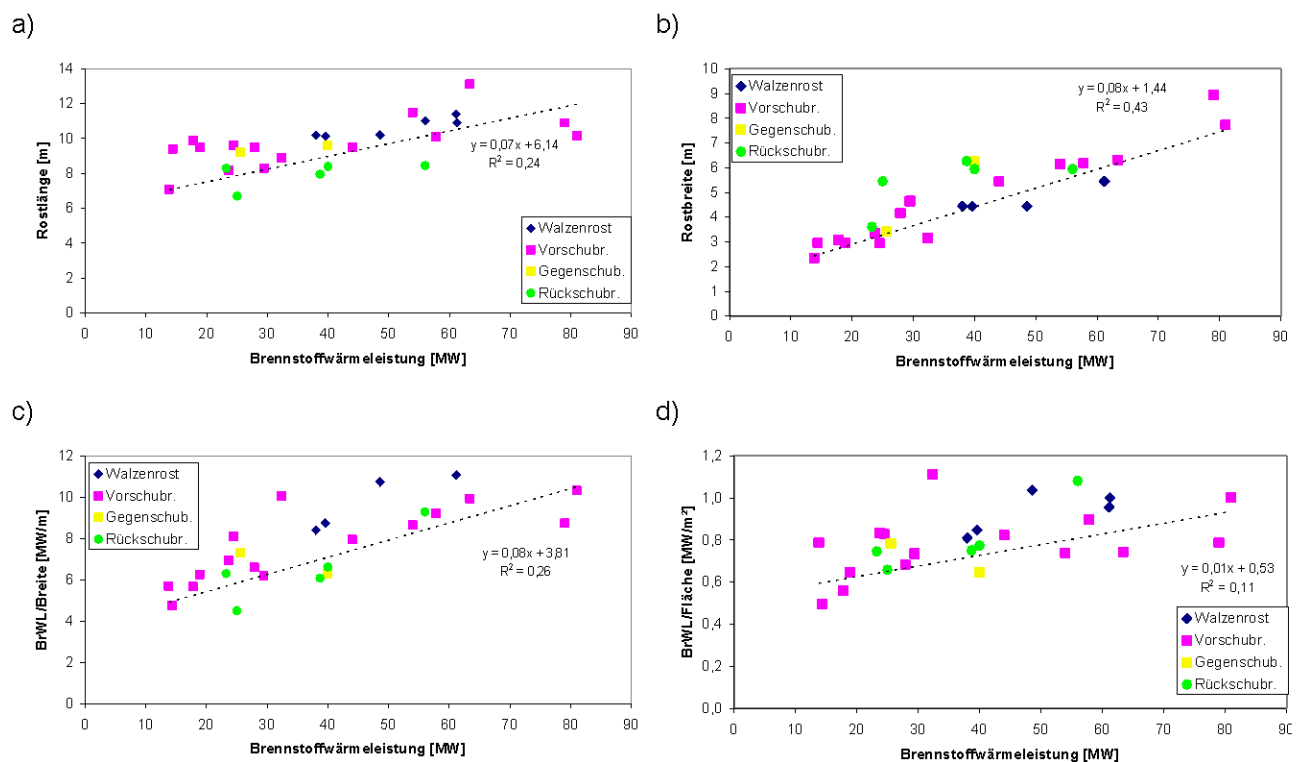 a)
14
12
10
8
6
4
2
0
0 10 20 30 40 50 60 70 80 90
Rostlänge [m]
Brennstoffwärmeleistung [MW]
y = 0,07x + 6,14
R² = 0,24
Walzenrost
Vorschubr.
Gegenschub.
Rückschubr.
b)
10
9
8
7
6
5
4
3
2
1
0
0 10 20 30 40 50 60 70 80 90
Rostbreite [m]
Brennstoffwärmeleistung [MW]
y = 0,08x + 1,44
R² = 0,43
Walzenrost
Vorschubr.
Gegenschub.
Rückschubr.
c)
12
10
8
6
4
2
0
0 10 20 30 40 50 60 70 80 90
BrWL/Breite [MW/m]
Brennstoffwärmeleistung [MW]
y = 0,08x + 3,81
R² = 0,26
Walzenrost
Vorschubr.
Gegenschub.
Rückschubr.
d)
1,2
1,0
0,8
0,6
0,4
0,2
0,0
0 10 20 30 40 50 60 70 80 90
BrWL/Fläche [MW/m²]
Brennstoffwärmeleistung [MW]
y = 0,01x + 0,53
R² = 0,11
Walzenrost
Vorschubr.
Gegenschub.
Rückschubr.